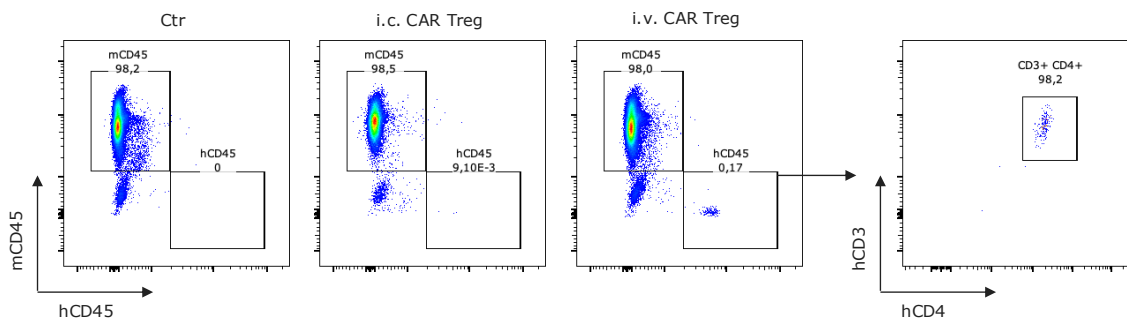 Ctr
i.c. CAR Treg
i.v. CAR Treg
mCD45
98,2
hCD45
0
mCD45
98,5
hCD45
9,10E-3
mCD45
98,0
hCD45
0,17
CD3+ CD4+
98,2
mCD45
hCD45
hCD3
hCD4